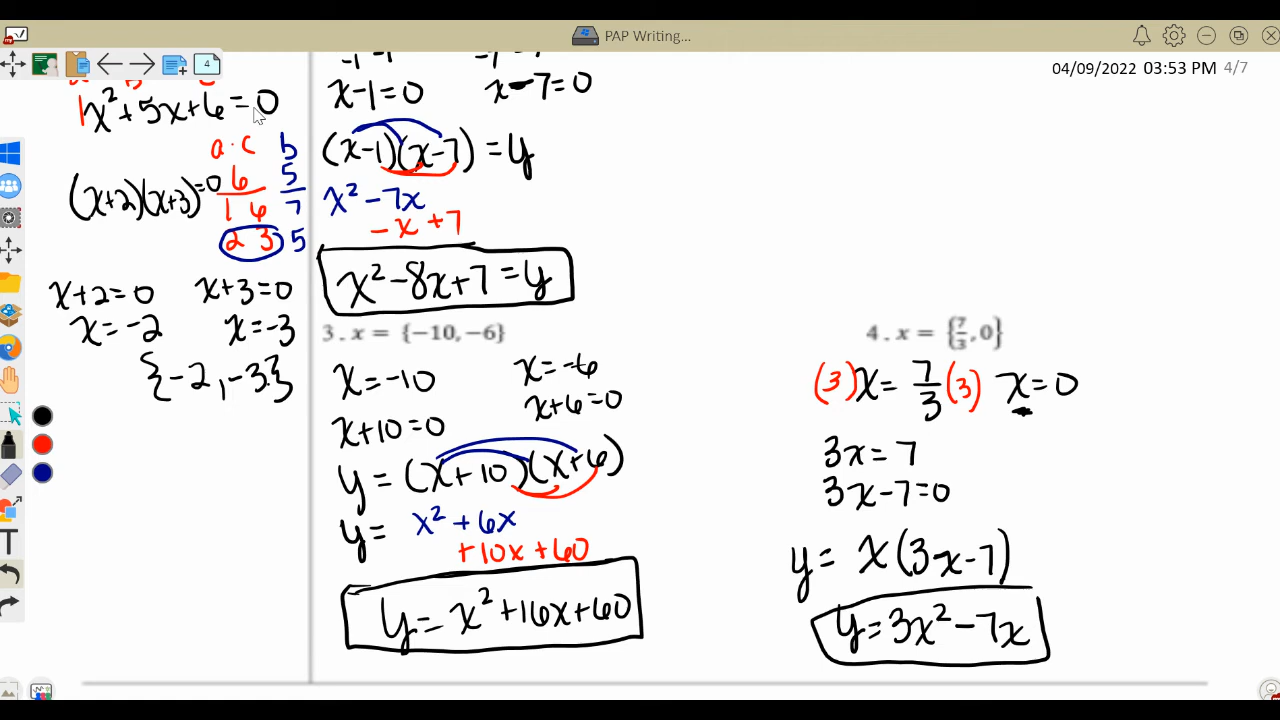 PAP Writing...
04/09/2022 03:53 PM 4/7
4
1x² + 5x + 6 = 0
a · c b
6 5
(x+2)(x+3) = 0
1 6 7
2 3 5
x+2=0 x+3=0
x=-2 x=-3
{-2, -3}
x-1=0 x-7=0
(x-1)(x-7) = y
x² - 7x
-x + 7
x² - 8x + 7 = y
3. x = {−10, −6}
x = -10 x = -6
x+10=0 x+6=0
y = (x+10)(x+6)
y = x² + 6x
+10x + 60
y = x² + 16x + 60
4. x = {7/3, 0}
(3)x = 7/3 (3) x = 0
3x = 7
3x - 7 = 0
y = x(3x-7)
y = 3x² - 7x
T